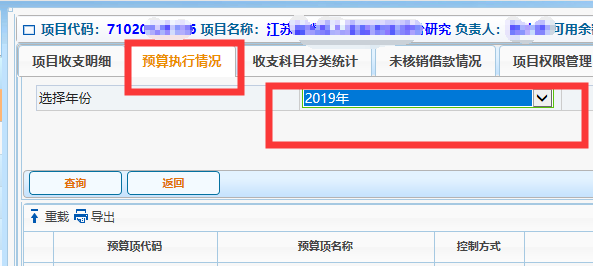 项目代码：71020 6 项目名称：江苏 研究 负责人： 可用余
项目收支明细 预算执行情况 收支科目分类统计 未核销借款情况 项目权限管理
选择年份 2019年
查询 返回
重载 导出
预算项代码 预算项名称 控制方式